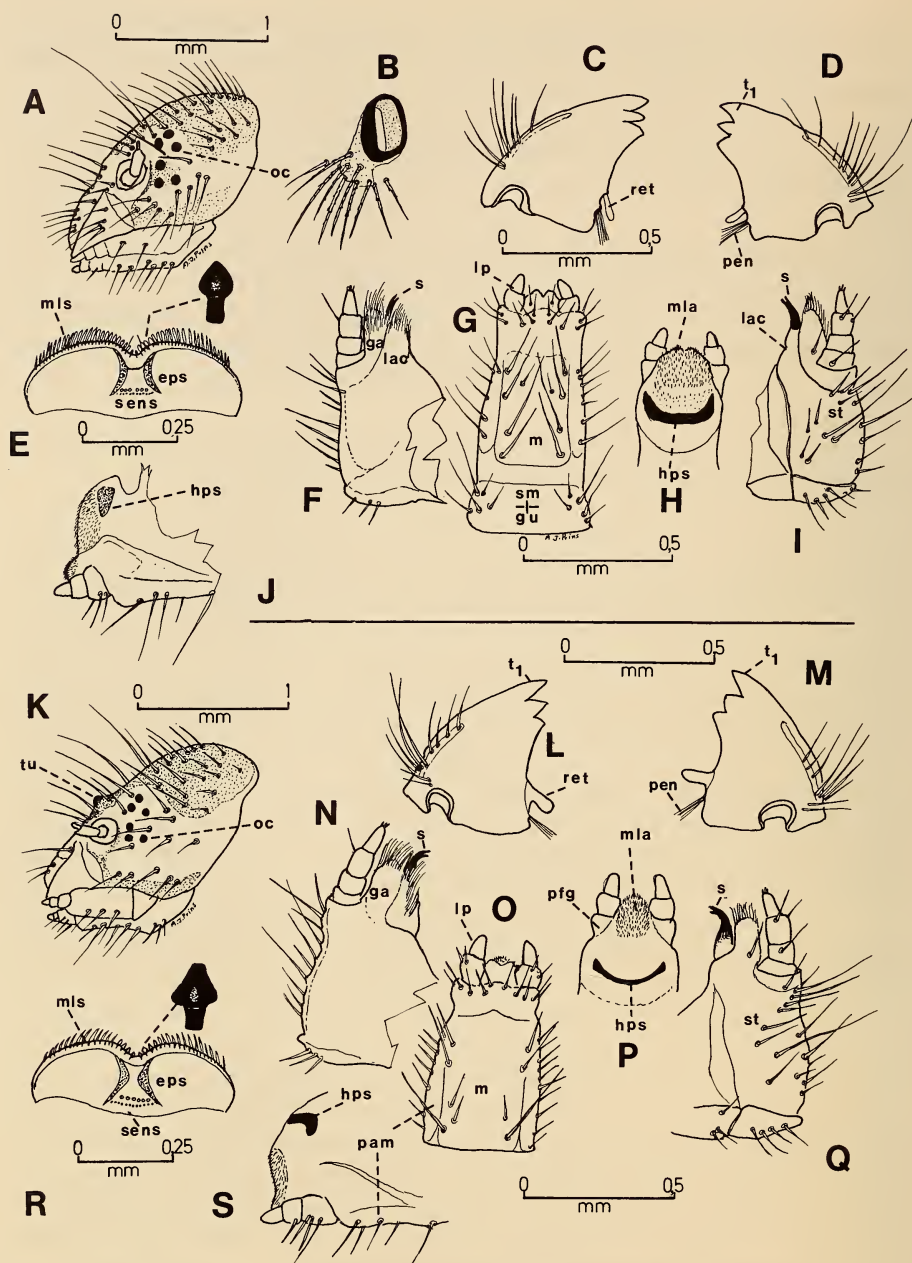 0 1
mm
A
B
C
D
t1
oc
ret
0 0,5
mm
pen
A.J.Prins
mls
eps
sens
0 0,25
mm
E
lp
s
G
ga
lac
m
sm
gu
F
A.J.Prins
mla
hps
H
s
lac
st
I
0 0,5
mm
hps
J
0 0,5
mm
K
0 1
mm
tu
oc
A.J.Prins
t1
L
ret
M
t1
pen
N
s
ga
O
lp
m
mla
pfg
hps
P
s
st
Q
mls
eps
sens
0 0,25
mm
R
hps
pam
S
0 0,5
mm